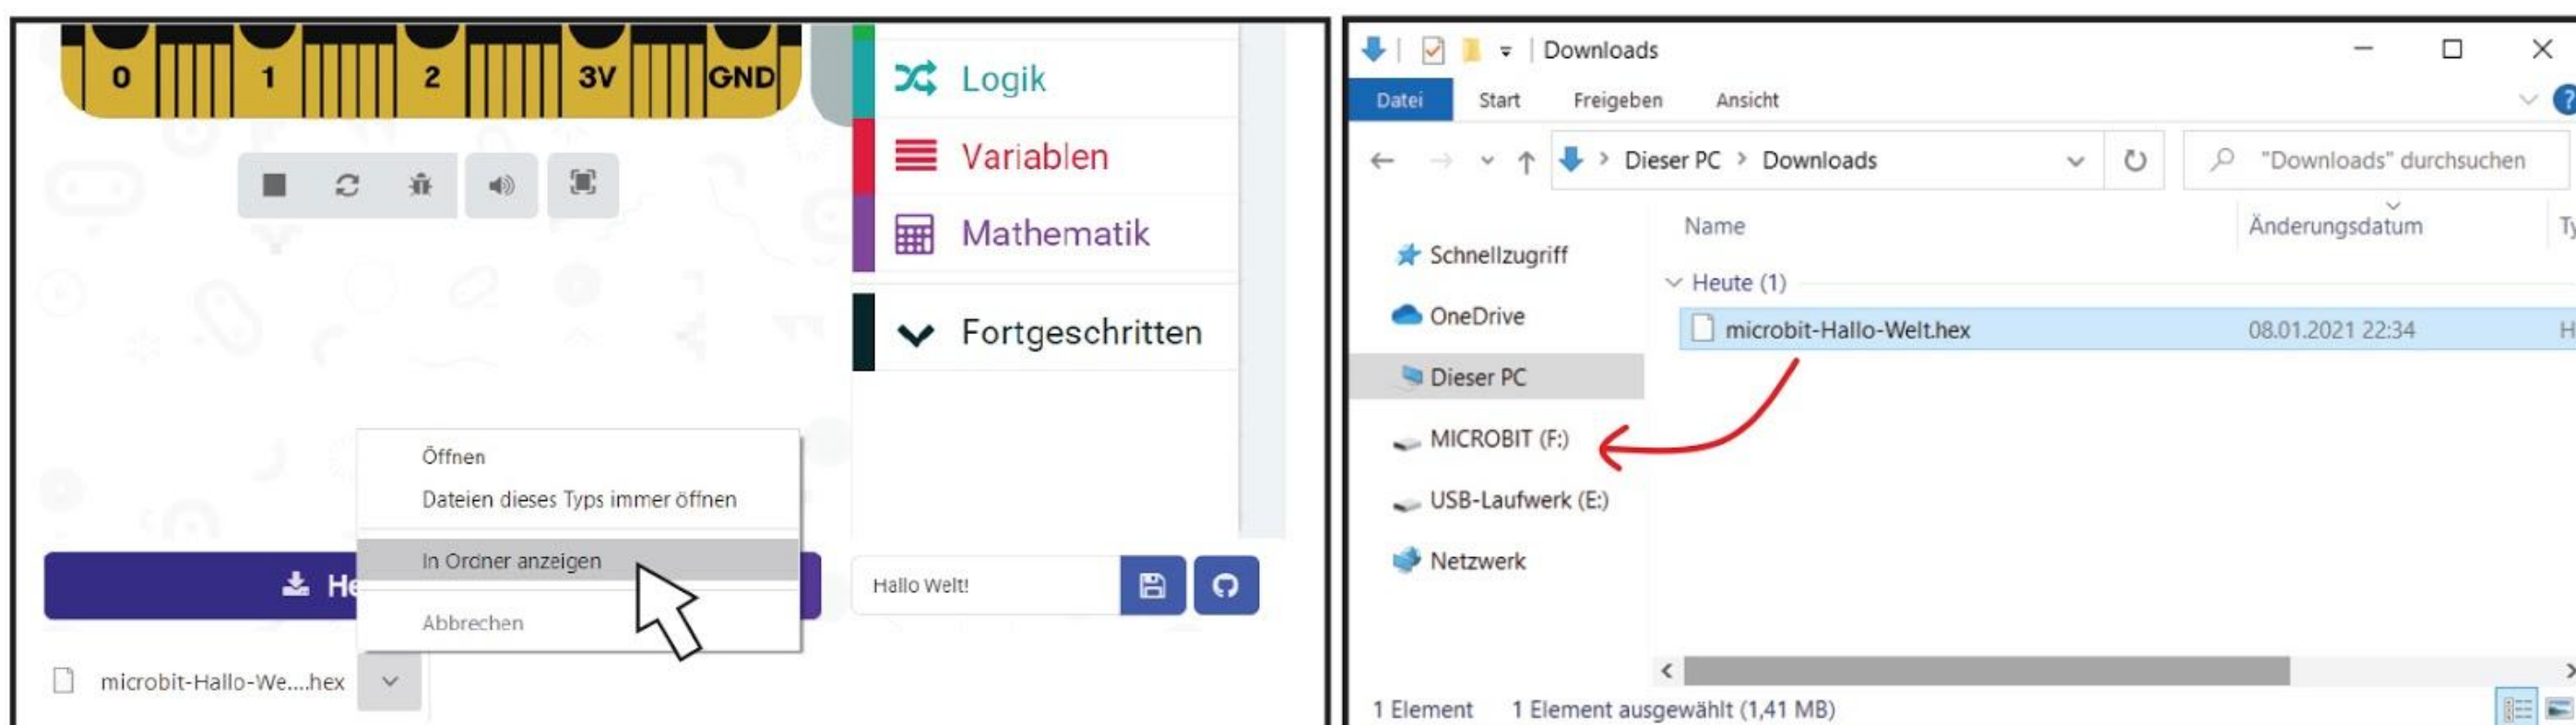 0 1 2 3V GND
Logik
Variablen
Mathematik
Fortgeschritten
Öffnen
Dateien dieses Typs immer öffnen
In Ordner anzeigen
Abbrechen
Hallo Welt!
microbit-Hallo-We....hex
Downloads
Datei Start Freigeben Ansicht
Dieser PC Downloads "Downloads" durchsuchen
Name Änderungsdatum
Schnellzugriff
Heute (1)
OneDrive
microbit-Hallo-Welt.hex 08.01.2021 22:34
Dieser PC
MICROBIT (F:)
USB-Laufwerk (E:)
Netzwerk
1 Element 1 Element ausgewählt (1,41 MB)